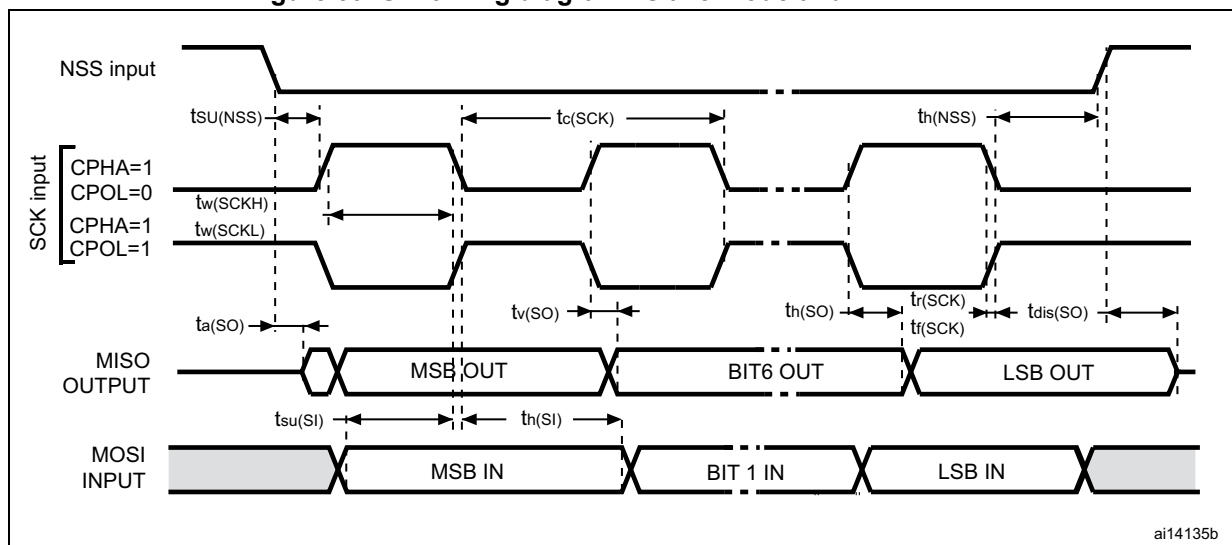 NSS input
tSU(NSS)
tc(SCK)
th(NSS)
SCK input
CPHA=1
CPOL=0
tw(SCKH)
CPHA=1
tw(SCKL)
CPOL=1
ta(SO)
tv(SO)
th(SO)
tr(SCK)
tf(SCK)
tdis(SO)
MISO
OUTPUT
MSB OUT
BIT6 OUT
LSB OUT
tsu(SI)
th(SI)
MOSI
INPUT
MSB IN
BIT 1 IN
LSB IN
ai14135b